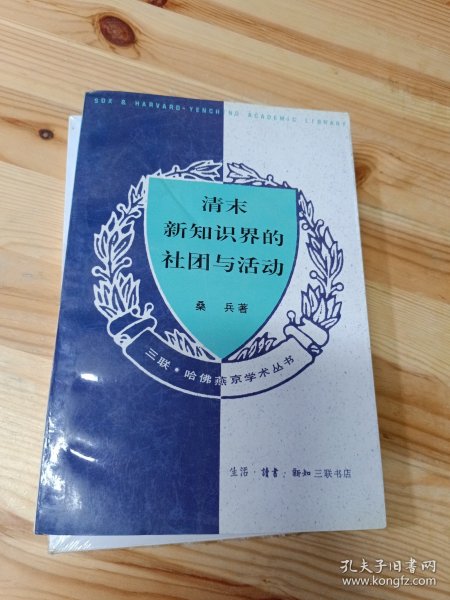 SDX & HARVARD-YENCHING ACADEMIC LIBRARY
清末
新知识界的
社团与活动
桑 兵著
三联·哈佛燕京学术丛书
生活·讀書·新知三联书店
孔夫子旧书网
www.kongfz.com